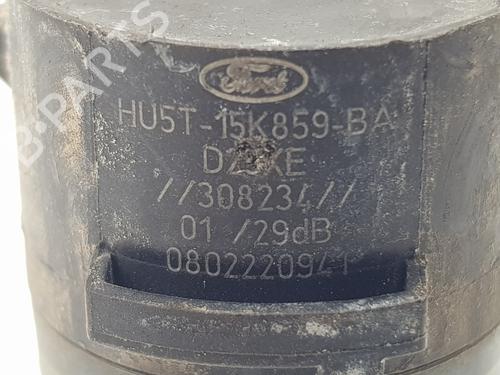 Ford
HU5T-15K859-BA
//308234//
01 /29dB
0802220941
B-Parts